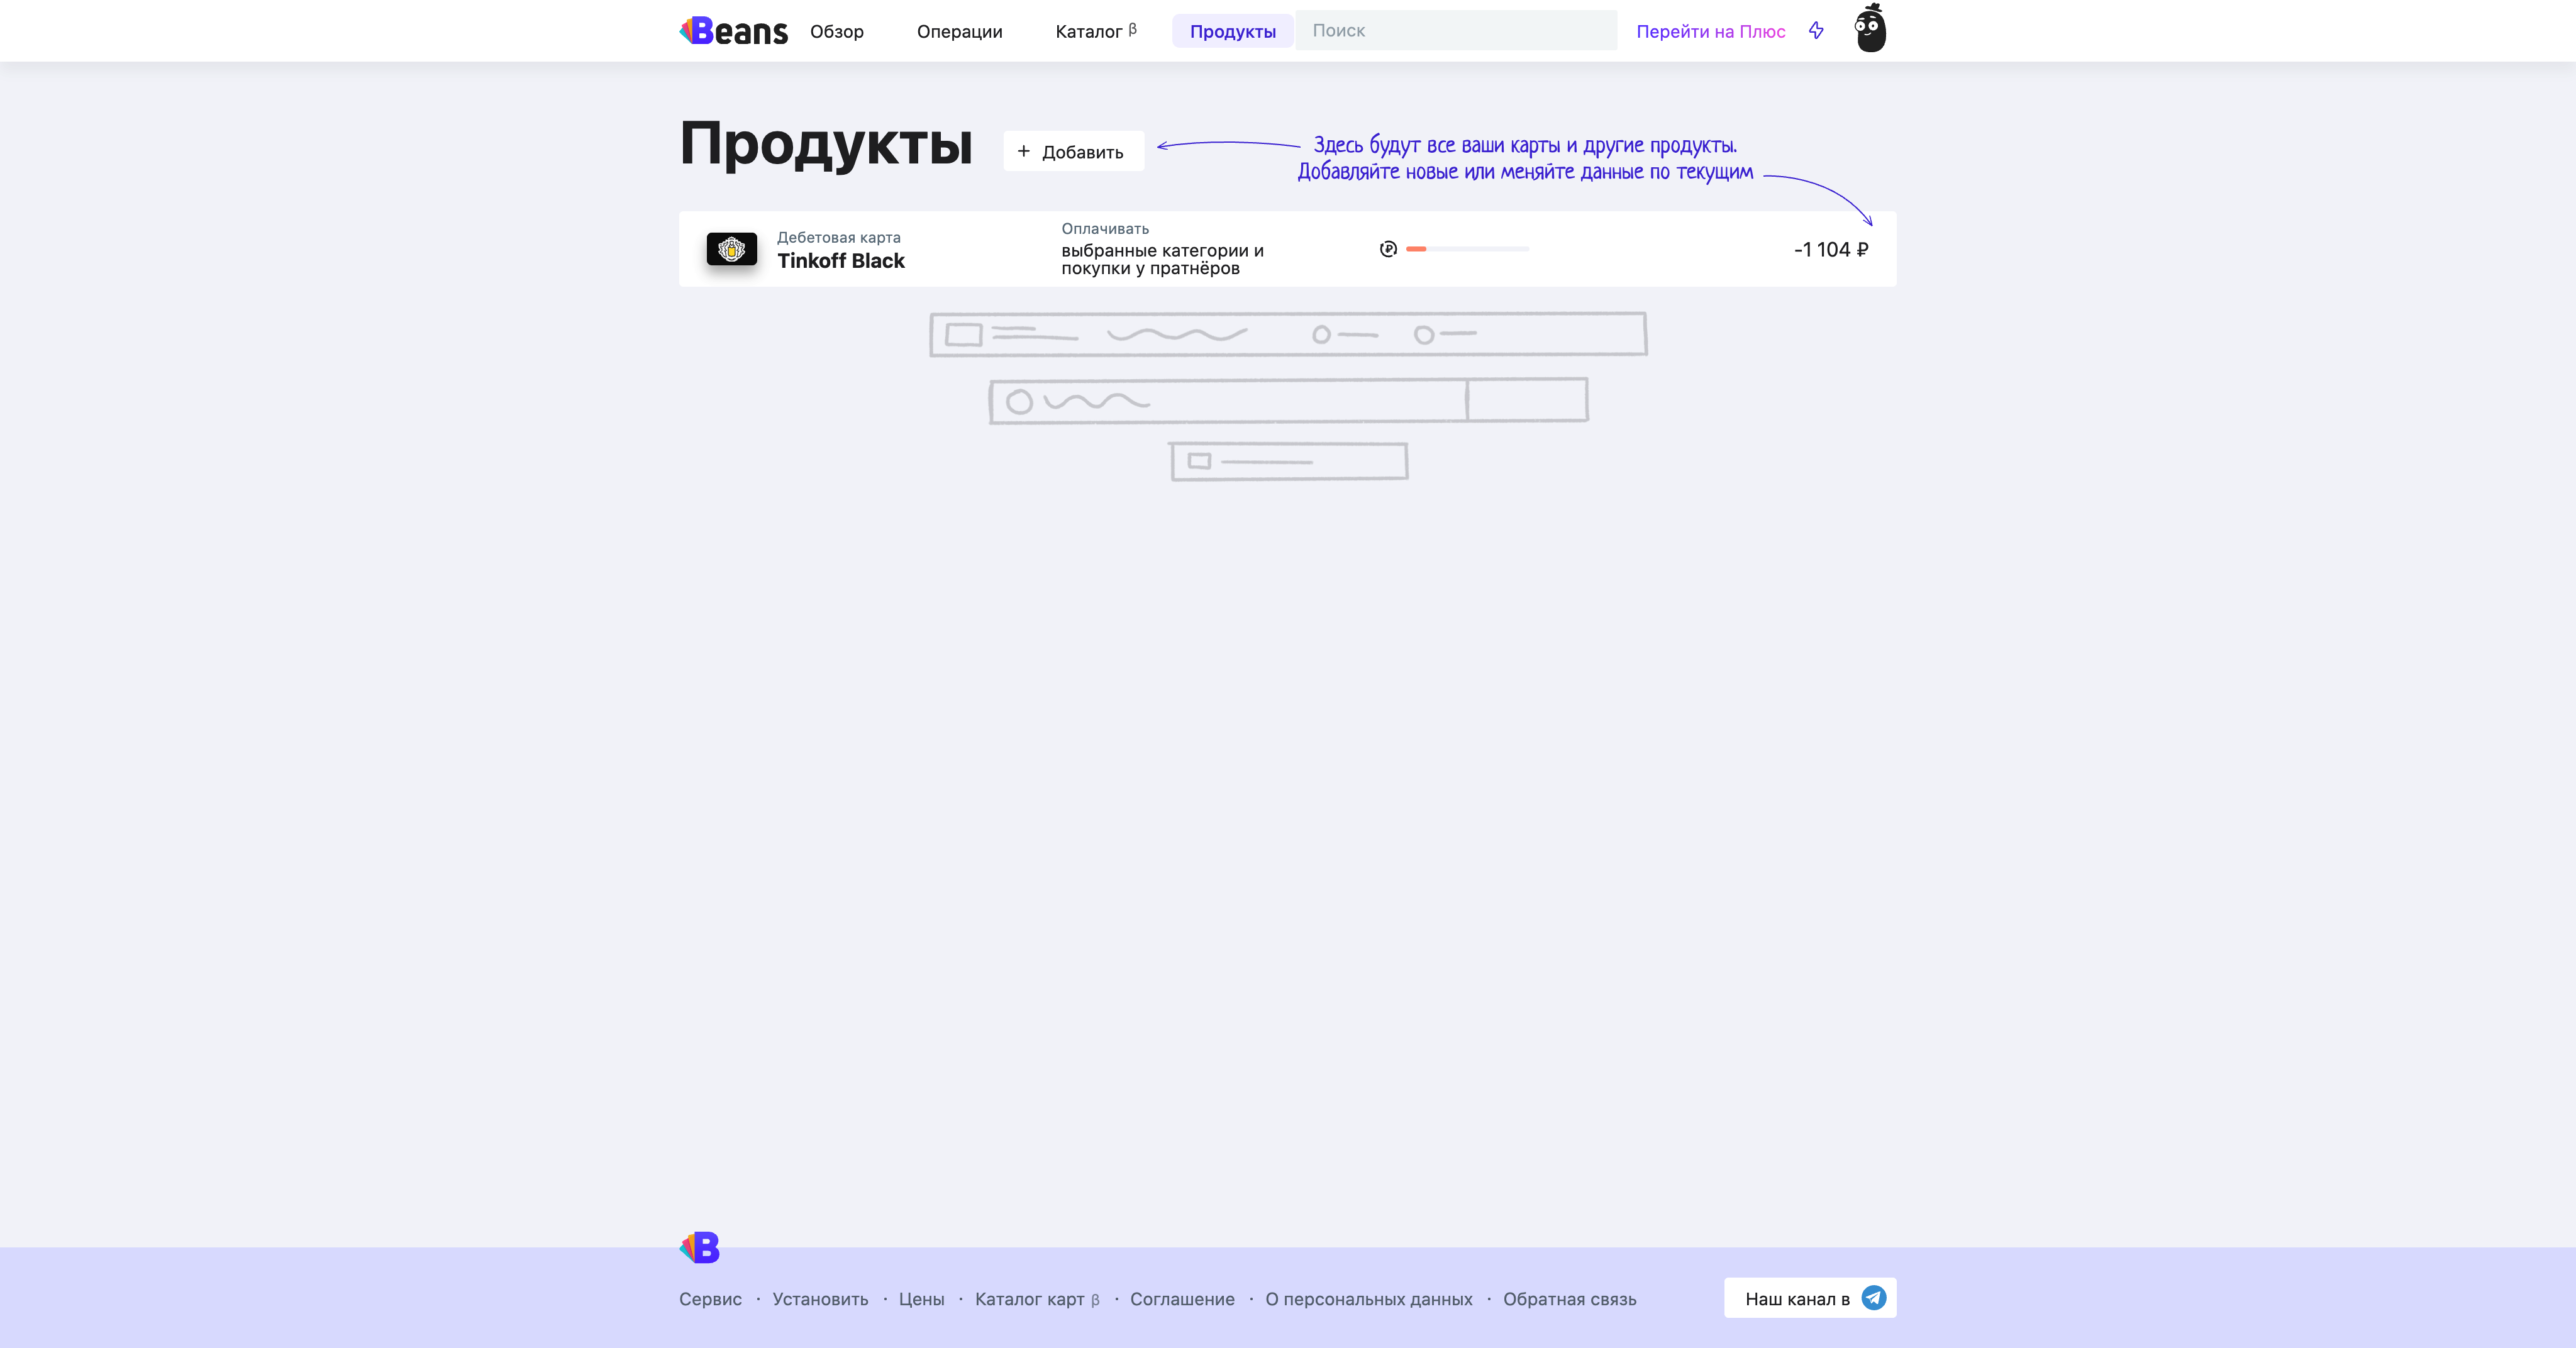 Beans Обзор Операции Каталог β Продукты Поиск Перейти на Плюс
Продукты
+ Добавить
Здесь будут все ваши карты и другие продукты.
Добавляйте новые или меняйте данные по текущим
Дебетовая карта
Tinkoff Black
Оплачивать
выбранные категории и
покупки у пратнёров
-1 104 ₽
B
Сервис · Установить · Цены · Каталог карт β · Соглашение · О персональных данных · Обратная связь
Наш канал в